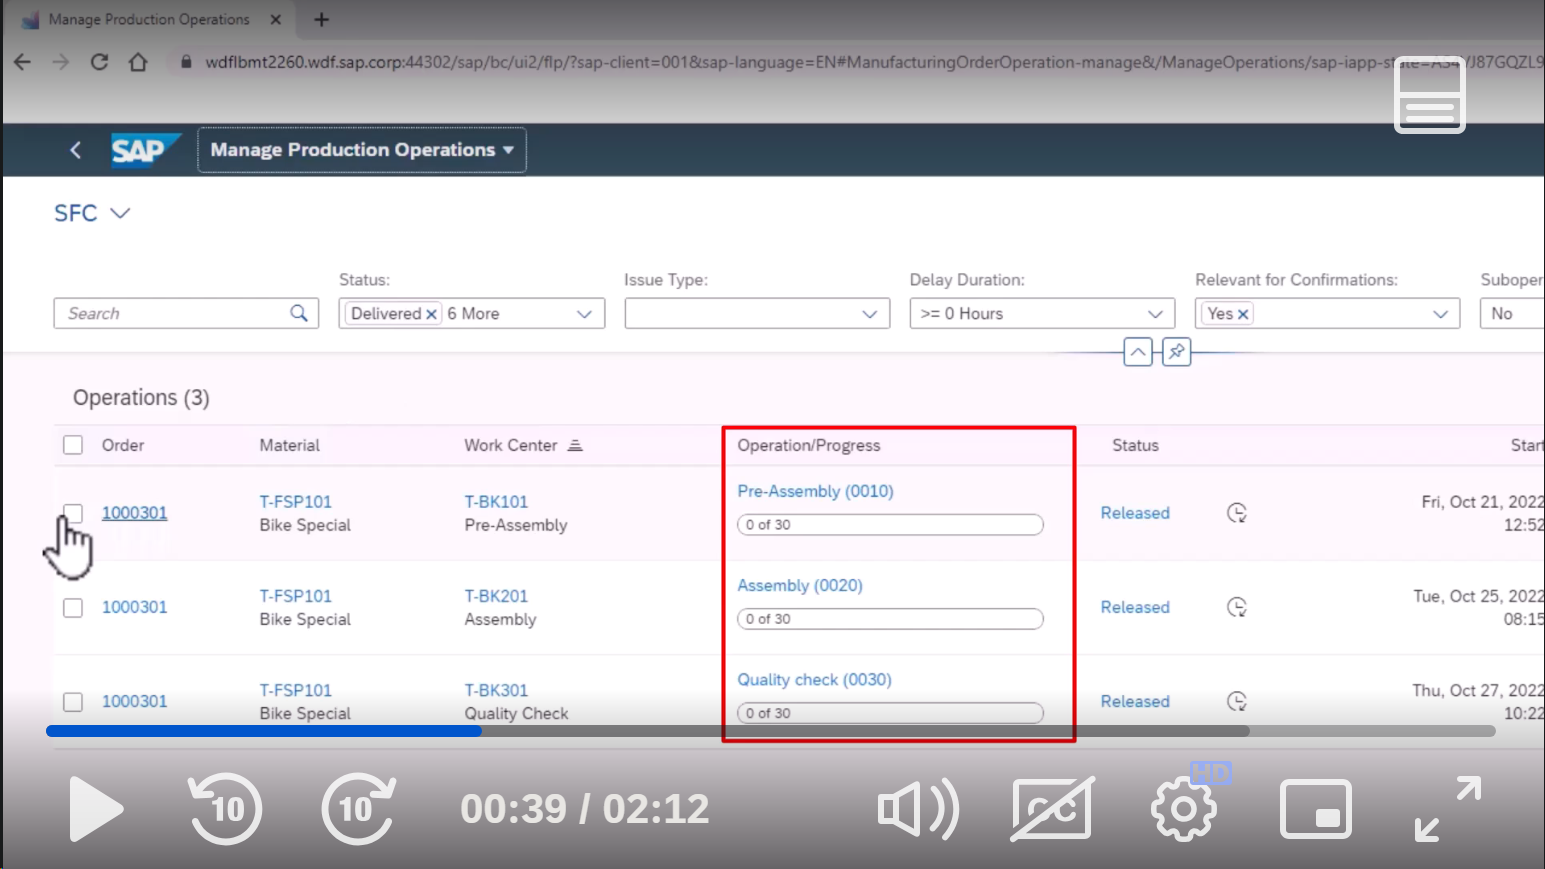 Manage Production Operations
wdflbmt2260.wdf.sap.corp:44302/sap/bc/ui2/flp/?sap-client=001&sap-language=EN#ManufacturingOrderOperation-manage&/ManageOperations/sap-iapp-
SAP Manage Production Operations
SFC
Status: Issue Type: Delay Duration: Relevant for Confirmations: Suboper
Search Delivered 6 More >= 0 Hours Yes No
Operations (3)
Order Material Work Center Operation/Progress Status Start
1000301 T-FSP101 Bike Special T-BK101 Pre-Assembly Pre-Assembly (0010) 0 of 30 Released Fri, Oct 21, 2022 12:52
1000301 T-FSP101 Bike Special T-BK201 Assembly Assembly (0020) 0 of 30 Released Tue, Oct 25, 2022 08:15
1000301 T-FSP101 Bike Special T-BK301 Quality Check Quality check (0030) 0 of 30 Released Thu, Oct 27, 2022 10:22
10 10 00:39 / 02:12 CC HD